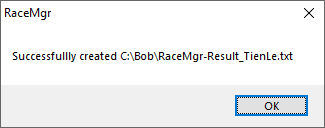 RaceMgr
Successfullly created C:\Bob\RaceMgr-Result_TienLe.txt
OK